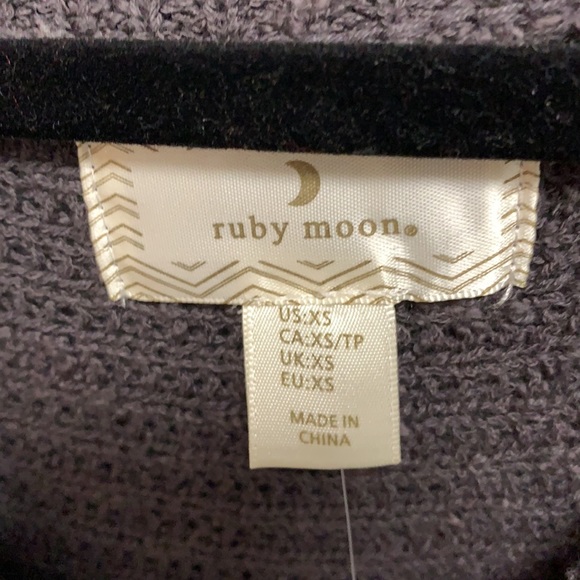 ruby moon®
US:XS
CA:XS/TP
UK:XS
EU:XS
MADE IN
CHINA